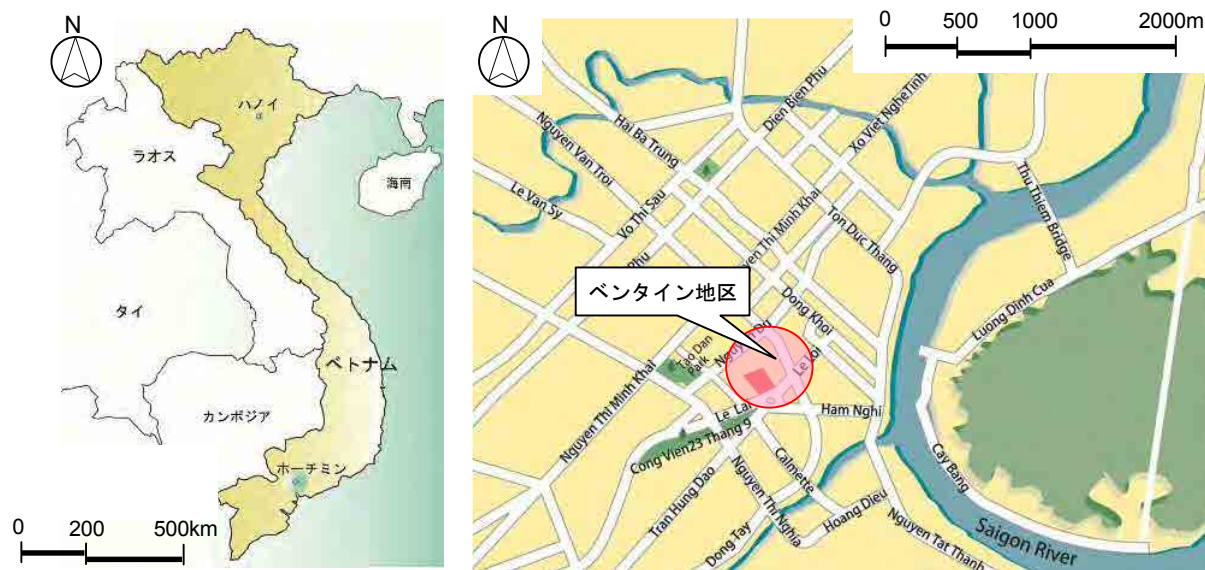 N
ハノイ
ラオス
海南
タイ
ベトナム
カンボジア
ホーチミン
0 200 500km
N
0 500 1000 2000m
Dien Bien Phu
Xo Viet NgheTinh
Hai Ba Trung
Nguyen Van Troi
Le Van Sy
Vo Thi Sau
Phu
yen Thi Minh Khai
Ton Duc Thang
Thu Thiem Bridge
Luong Dinh Cua
ベンタイン地区
Dong Khoi
Nguyen Du
Le Loi
Tao Dan
Park
Le Lai
Ham Nghi
Nguyen Thi Minh Khai
Cong Vien23 Thang 9
Calmette
Tran Hung Dao
Nguyen Thi Nghia
Hoang Dieu
Dong Tay
Nguyen Tat Thanh
Cay Bang
Saigon River